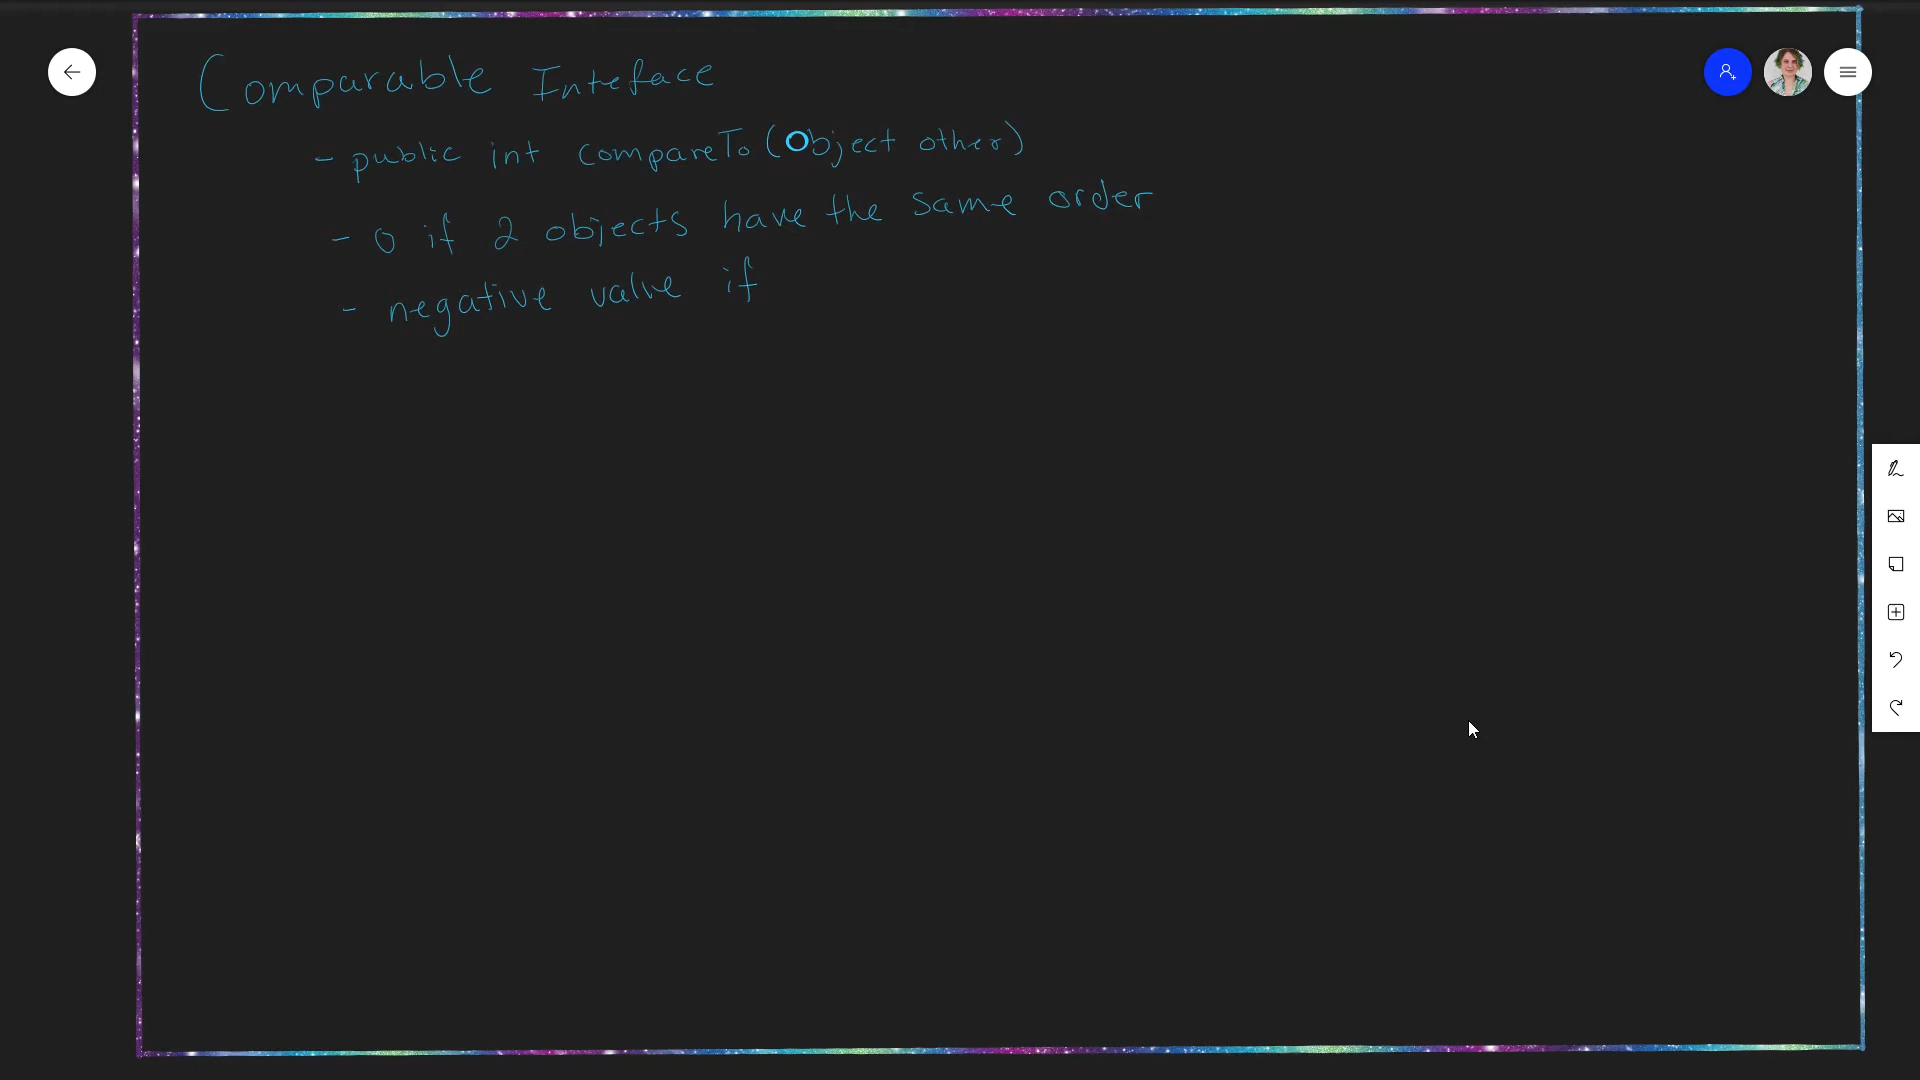 Comparable Inteface
- public int compareTo (Object other)
- 0 if 2 objects have the same order
- negative value if